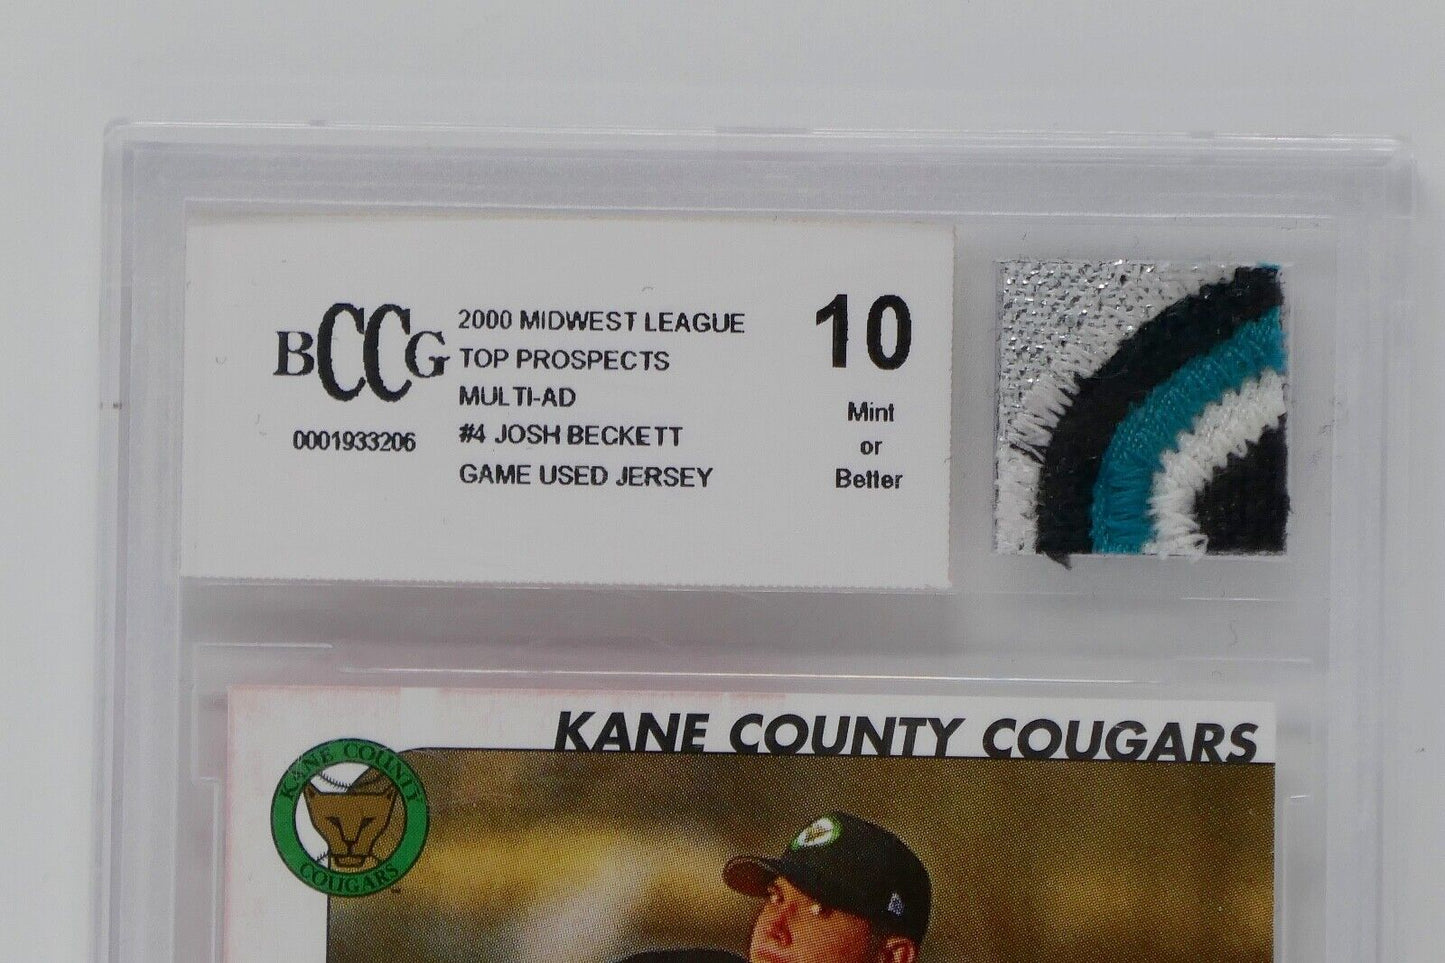 BCCG
0001933206
2000 MIDWEST LEAGUE
TOP PROSPECTS
MULTI-AD
#4 JOSH BECKETT
GAME USED JERSEY
10
Mint
or
Better
KANE COUNTY COUGARS
KANE COUNTY
COUGARS